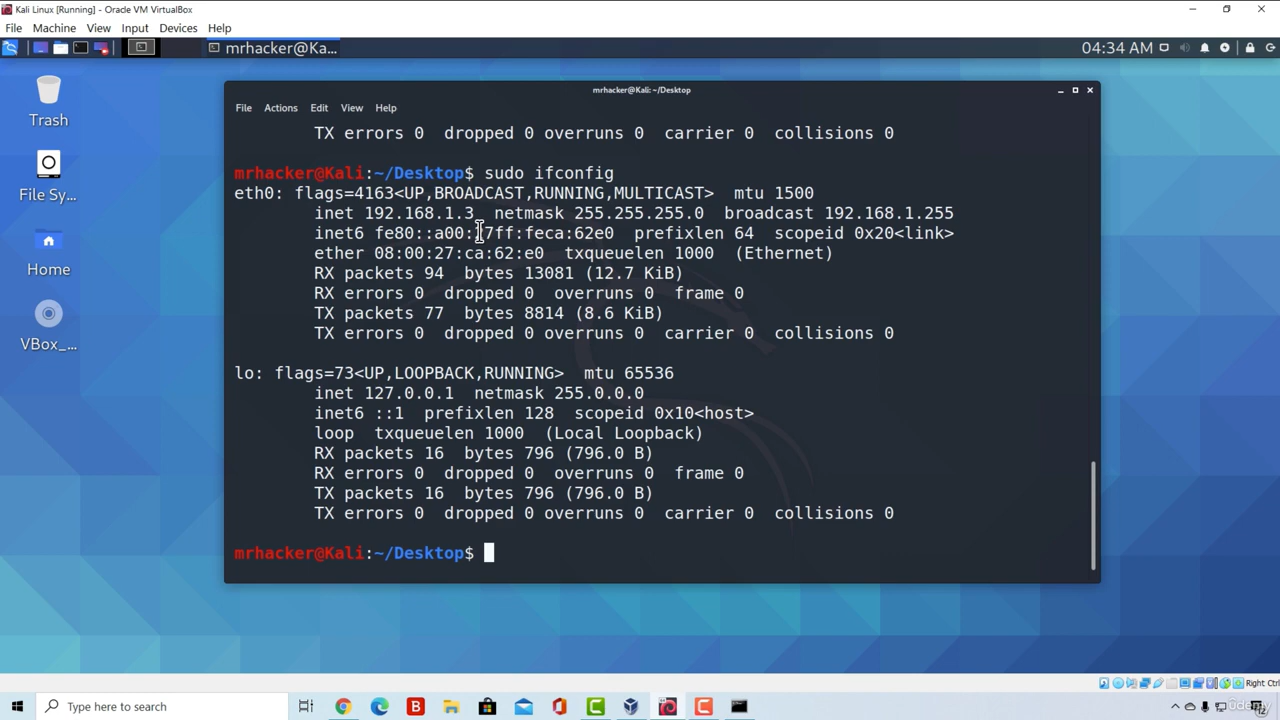 Kali Linux [Running] - Oracle VM VirtualBox
File Machine View Input Devices Help
mrhacker@Ka... 04:34 AM
mrhacker@Kali: ~/Desktop
File Actions Edit View Help
TX errors 0 dropped 0 overruns 0 carrier 0 collisions 0
mrhacker@Kali:~/Desktop$ sudo ifconfig
eth0: flags=4163<UP,BROADCAST,RUNNING,MULTICAST> mtu 1500
inet 192.168.1.3 netmask 255.255.255.0 broadcast 192.168.1.255
inet6 fe80::a00:27ff:feca:62e0 prefixlen 64 scopeid 0x20<link>
ether 08:00:27:ca:62:e0 txqueuelen 1000 (Ethernet)
RX packets 94 bytes 13081 (12.7 KiB)
RX errors 0 dropped 0 overruns 0 frame 0
TX packets 77 bytes 8814 (8.6 KiB)
TX errors 0 dropped 0 overruns 0 carrier 0 collisions 0
lo: flags=73<UP,LOOPBACK,RUNNING> mtu 65536
inet 127.0.0.1 netmask 255.0.0.0
inet6 ::1 prefixlen 128 scopeid 0x10<host>
loop txqueuelen 1000 (Local Loopback)
RX packets 16 bytes 796 (796.0 B)
RX errors 0 dropped 0 overruns 0 frame 0
TX packets 16 bytes 796 (796.0 B)
TX errors 0 dropped 0 overruns 0 carrier 0 collisions 0
mrhacker@Kali:~/Desktop$
Trash
File Sy...
Home
VBox_...
Right Ctrl
Type here to search